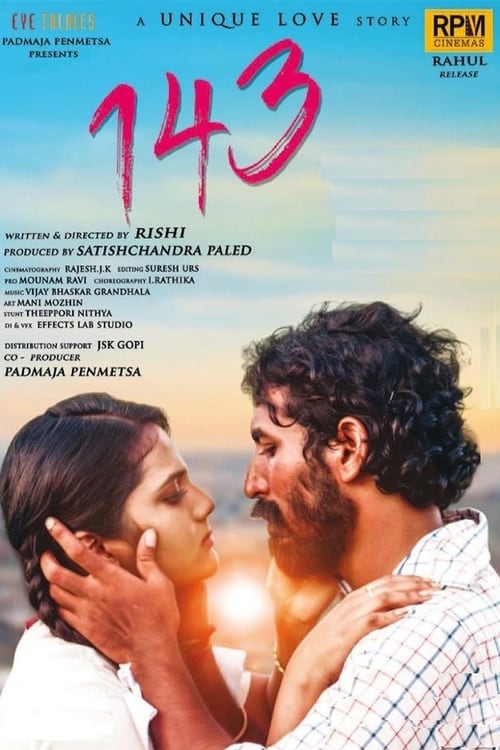 EYE TALKIES
PADMAJA PENMETSA
PRESENTS
A UNIQUE LOVE STORY
RPM
CINEMAS
RAHUL
RELEASE
143
WRITTEN & DIRECTED BY RISHI
PRODUCED BY SATISHCHANDRA PALED
CINEMATOGRAPHY RAJESH.J.K EDITING SURESH URS
PRO MOUNAM RAVI CHOREOGRAPHY I.RATHIKA
MUSIC VIJAY BHASKAR GRANDHALA
ART MANI MOZHIN
STUNT THEEPPORI NITHYA
DI & VFX EFFECTS LAB STUDIO
DISTRIBUTION SUPPORT JSK GOPI
CO - PRODUCER
PADMAJA PENMETSA